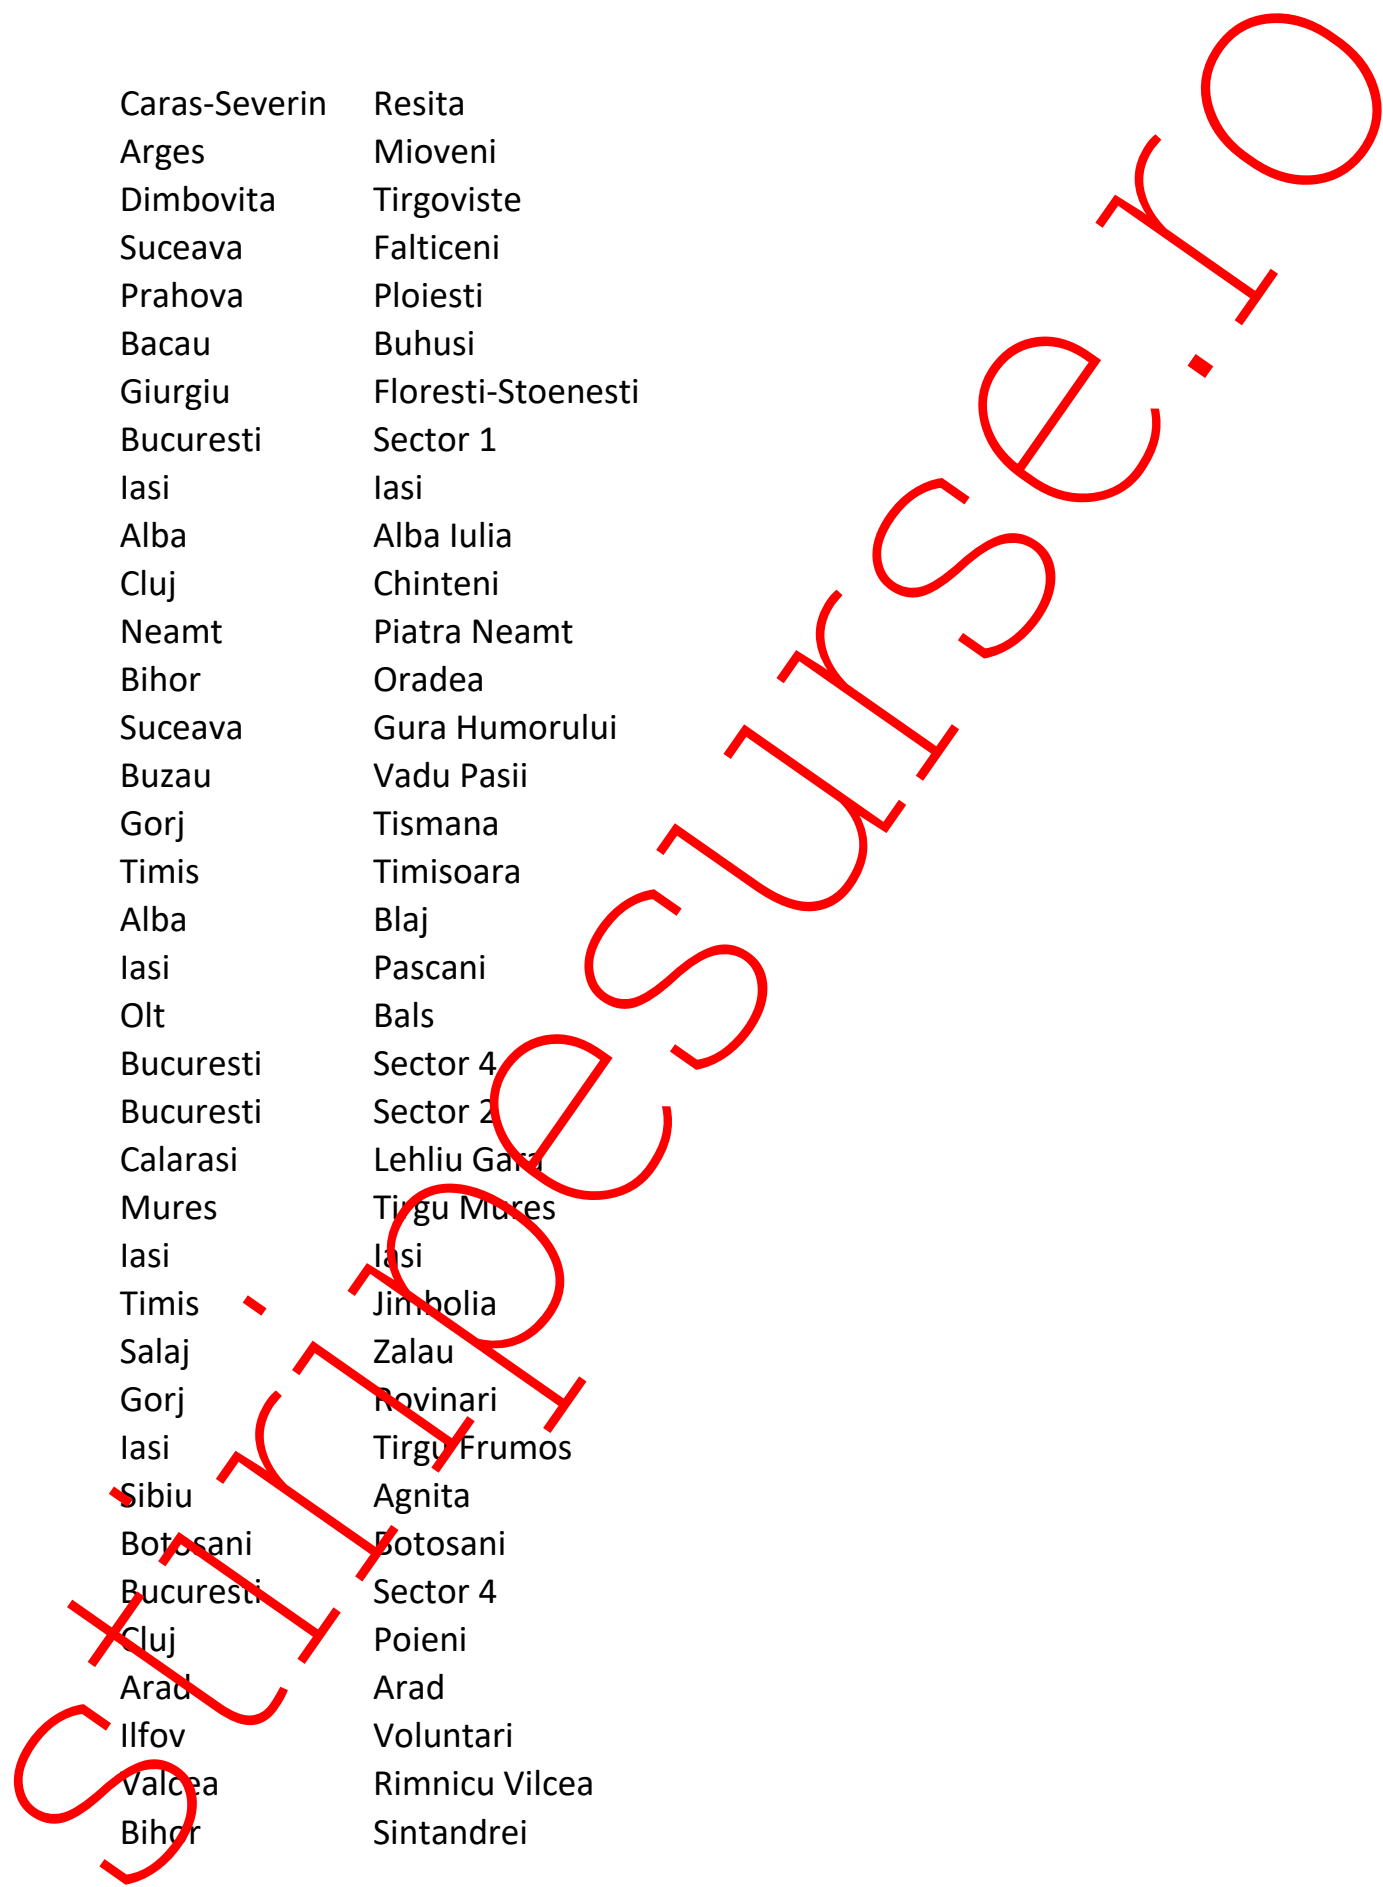 Caras-Severin Resita
Arges Mioveni
Dimbovita Tirgoviste
Suceava Falticeni
Prahova Ploiesti
Bacau Buhusi
Giurgiu Floresti-Stoenesti
Bucuresti Sector 1
Iasi Iasi
Alba Alba Iulia
Cluj Chinteni
Neamt Piatra Neamt
Bihor Oradea
Suceava Gura Humorului
Buzau Vadu Pasii
Gorj Tismana
Timis Timisoara
Alba Blaj
Iasi Pascani
Olt Bals
Bucuresti Sector 4
Bucuresti Sector 2
Calarasi Lehliu Gara
Mures Tirgu Mures
Iasi Iasi
Timis Jimbolia
Salaj Zalau
Gorj Rovinari
Iasi Tirgu Frumos
Sibiu Agnita
Botosani Botosani
Bucuresti Sector 4
Cluj Poieni
Arad Arad
Ilfov Voluntari
Valcea Rimnicu Vilcea
Bihor Sintandrei
stiripesurse.ro